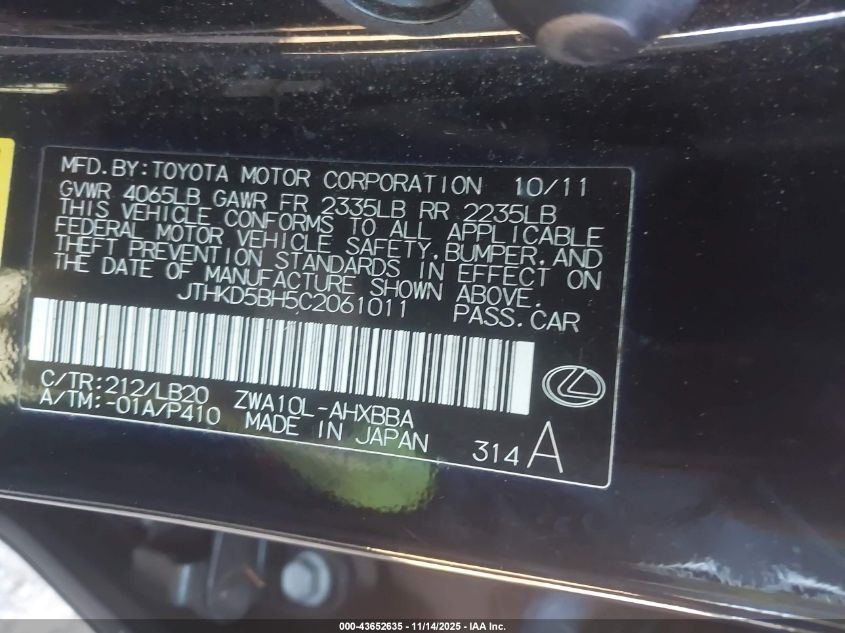 MFD.BY:TOYOTA MOTOR CORPORATION 10/11
GVWR 4065LB GAWR FR 2335LB RR 2235LB
THIS VEHICLE CONFORMS TO ALL APPLICABLE
FEDERAL MOTOR VEHICLE SAFETY,BUMPER,AND
THEFT PREVENTION STANDARDS IN EFFECT ON
THE DATE OF MANUFACTURE SHOWN ABOVE.
JTHKD5BH5C2061011 PASS.CAR
C/TR:212/LB20 ZWA10L-AHXBBA
A/TM:-01A/P410 MADE IN JAPAN 314A
000-43652635 - 11/14/2025 - IAA Inc.